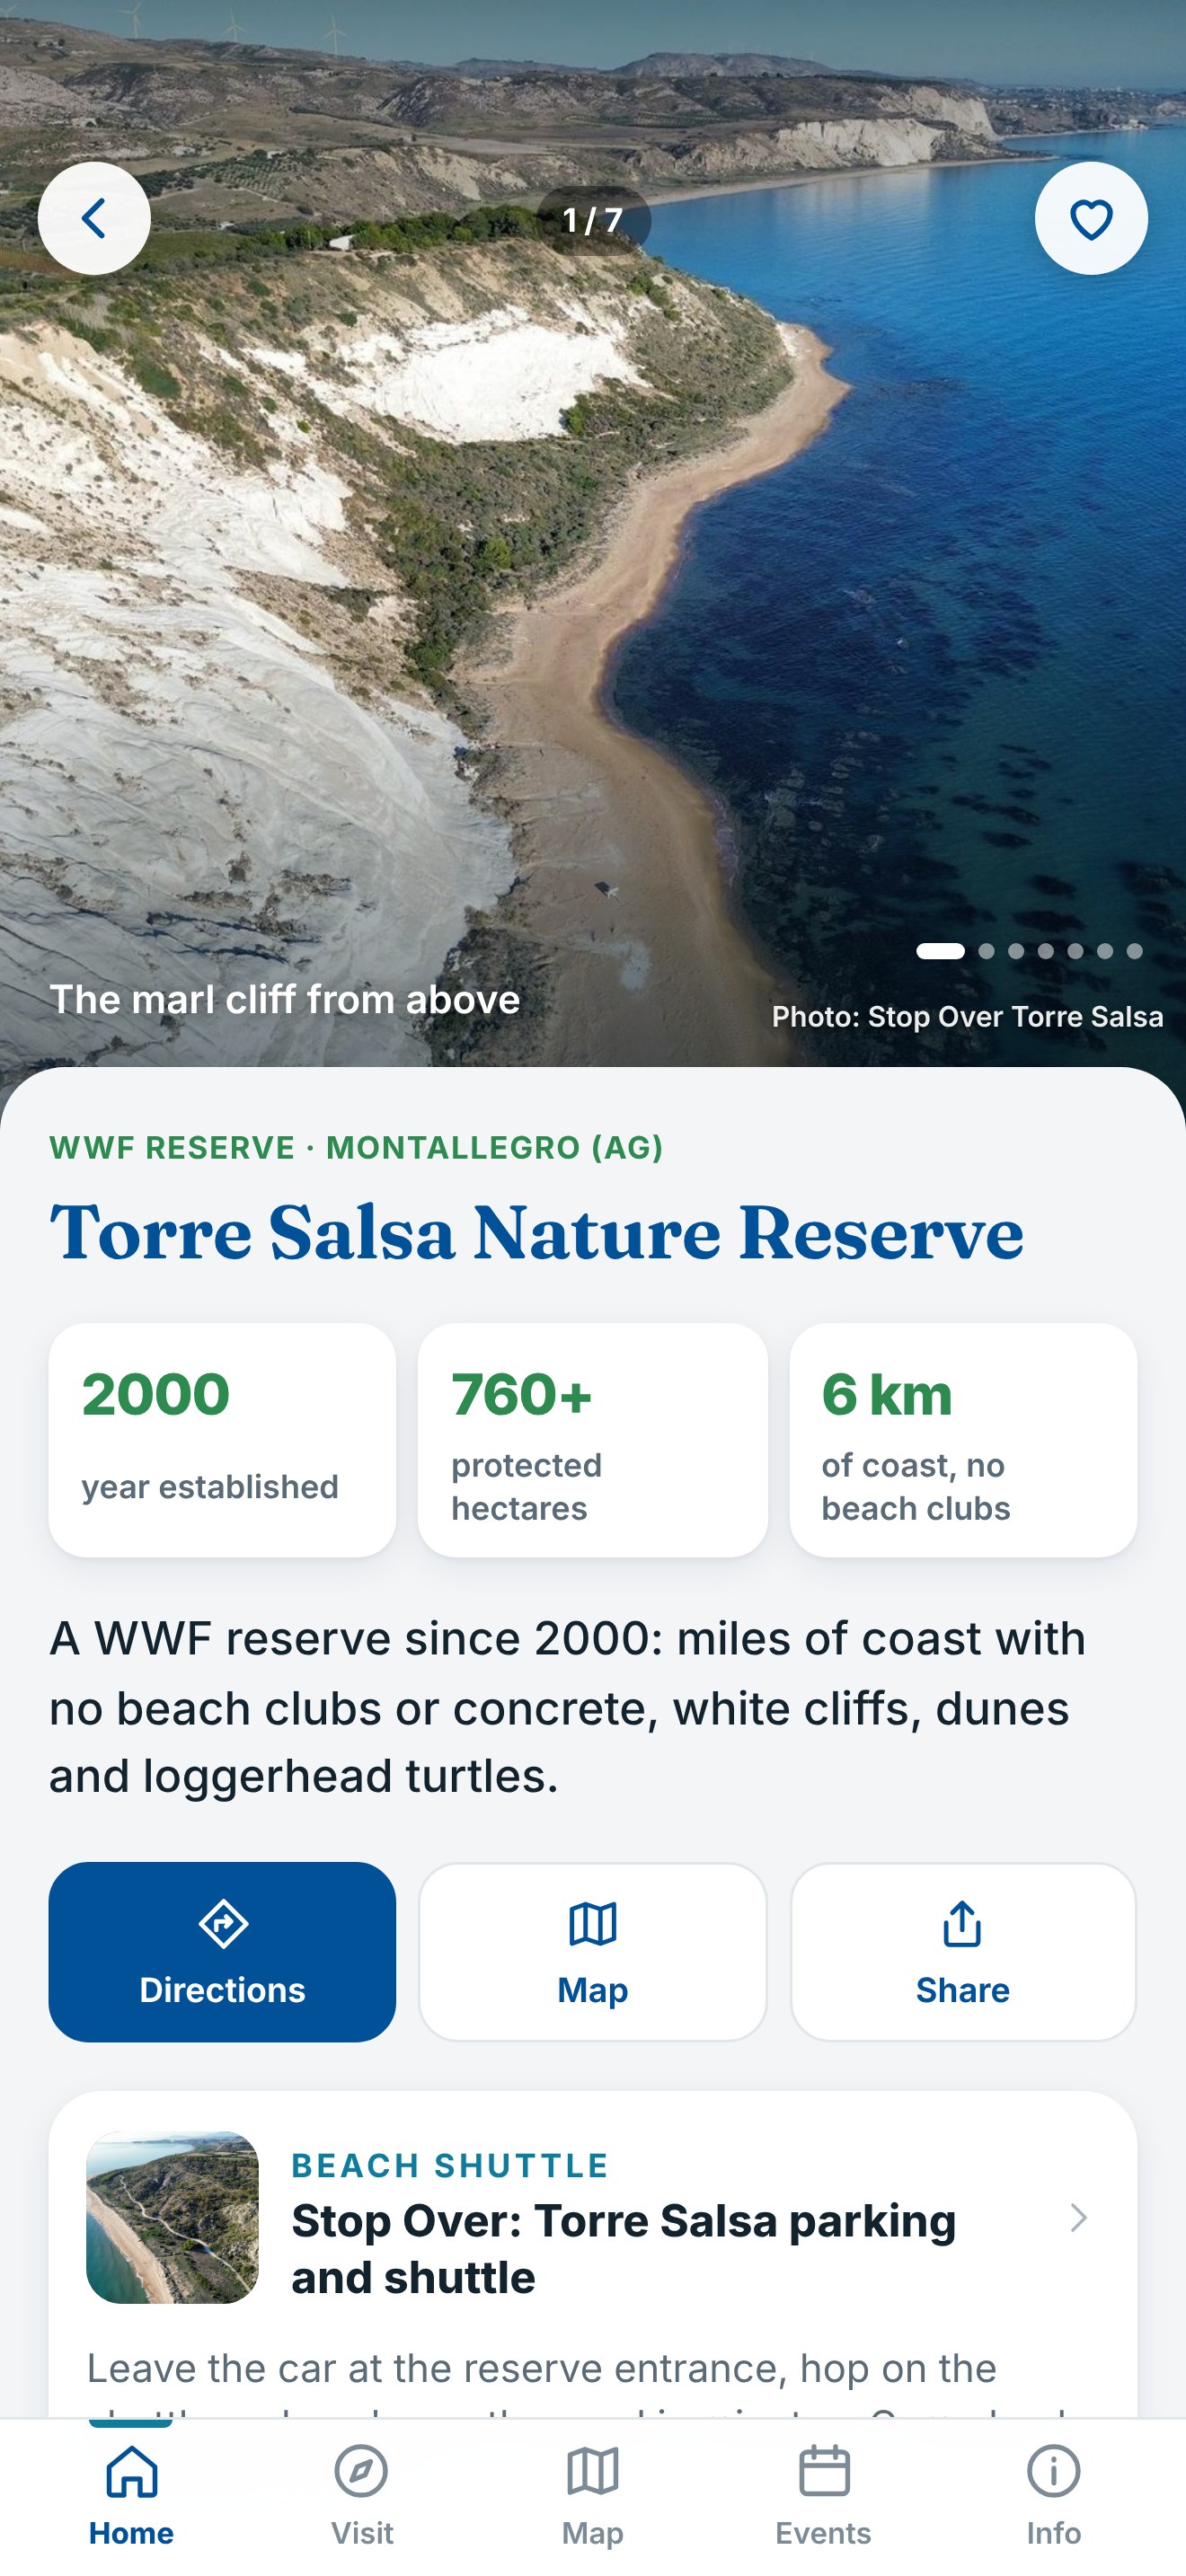 1 / 7
The marl cliff from above
Photo: Stop Over Torre Salsa
WWF RESERVE · MONTALLEGRO (AG)
Torre Salsa Nature Reserve
2000
year established
760+
protected
hectares
6 km
of coast, no
beach clubs
A WWF reserve since 2000: miles of coast with
no beach clubs or concrete, white cliffs, dunes
and loggerhead turtles.
Directions
Map
Share
BEACH SHUTTLE
Stop Over: Torre Salsa parking
and shuttle
Leave the car at the reserve entrance, hop on the
Home
Visit
Map
Events
Info